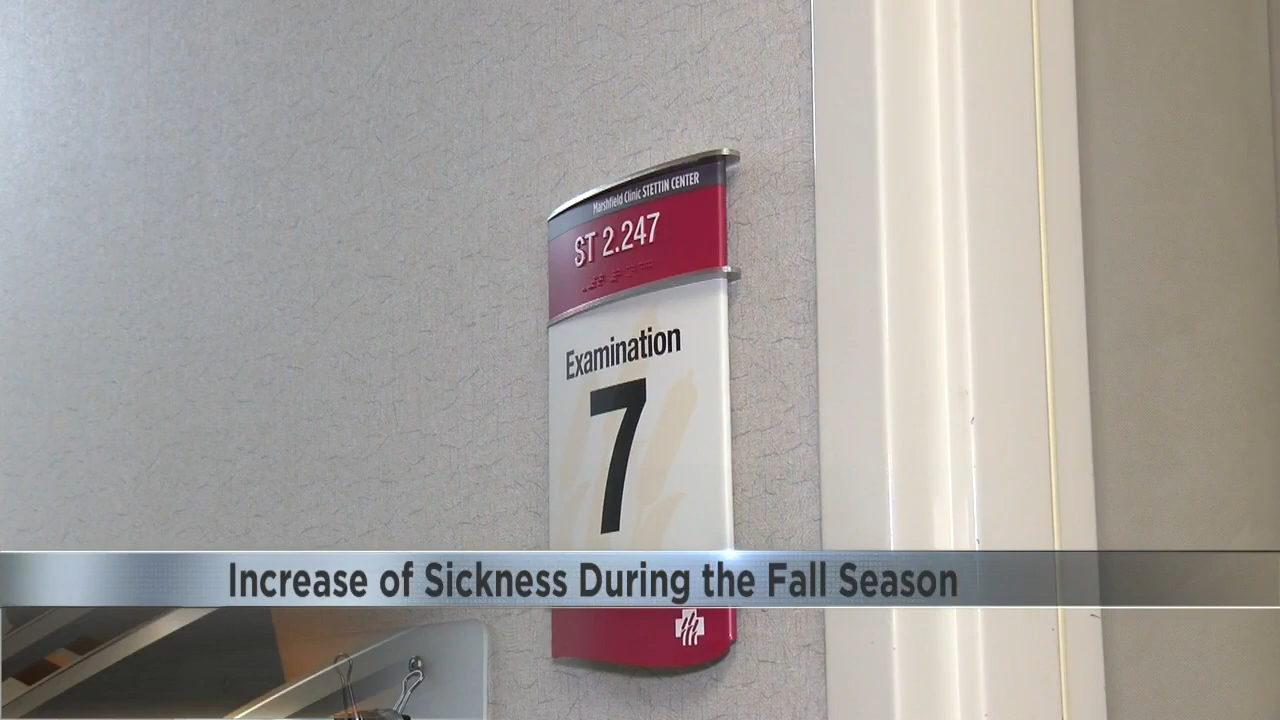 Marshfield Clinic STETTIN CENTER
ST 2.247
Examination
7
Increase of Sickness During the Fall Season